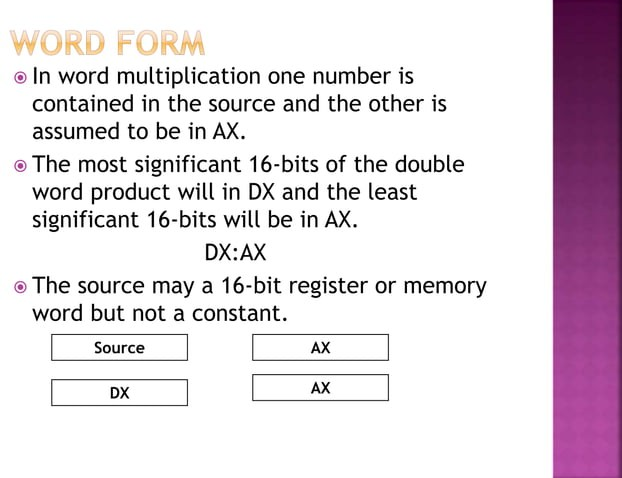 WORD FORM
In word multiplication one number is
contained in the source and the other is
assumed to be in AX.
The most significant 16-bits of the double
word product will in DX and the least
significant 16-bits will be in AX.
DX:AX
The source may a 16-bit register or memory
word but not a constant.
Source AX
DX AX